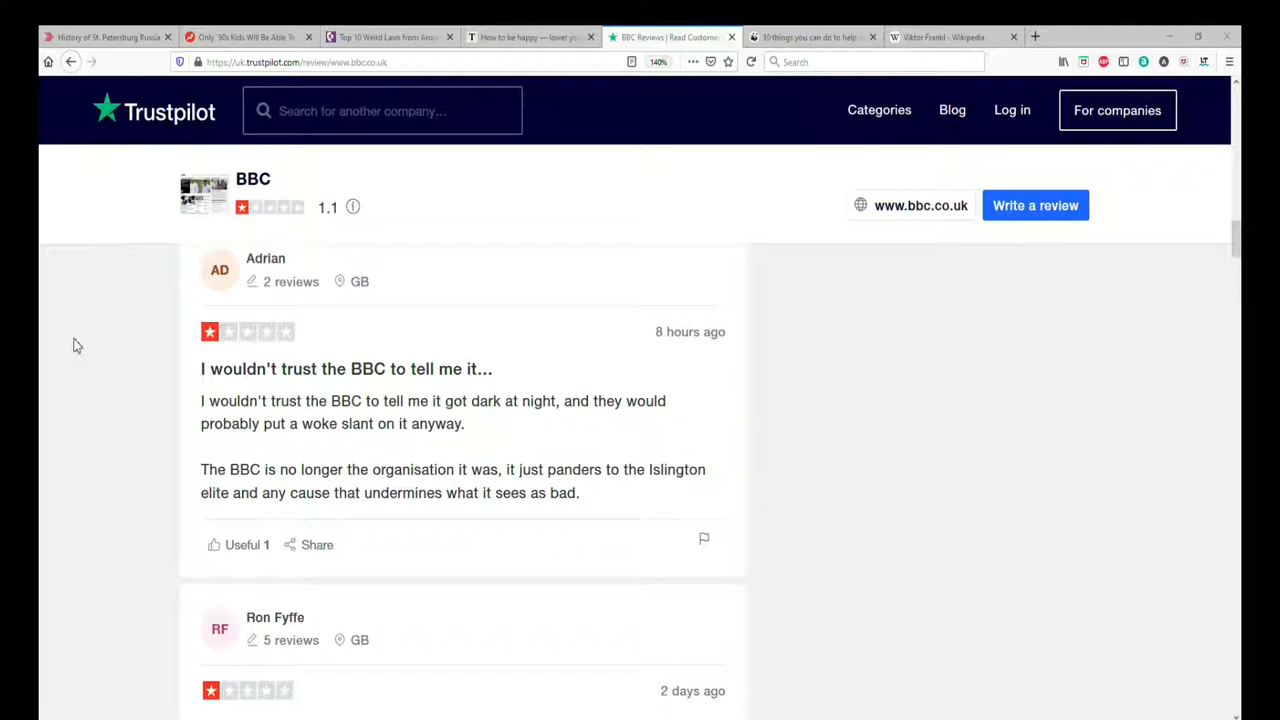 History of St. Petersburg Russia
Only '90s Kids Will Be Able To
Top 10 Weird Laws from Arou
How to be happy — lower you
BBC Reviews | Read Custome
10 things you can do to help
Viktor Frankl - Wikipedia
https://uk.trustpilot.com/review/www.bbc.co.uk
140%
Search
Trustpilot
Search for another company...
Categories
Blog
Log in
For companies
BBC
1.1
www.bbc.co.uk
Write a review
AD
Adrian
2 reviews
GB
8 hours ago
I wouldn't trust the BBC to tell me it...
I wouldn't trust the BBC to tell me it got dark at night, and they would
probably put a woke slant on it anyway.
The BBC is no longer the organisation it was, it just panders to the Islington
elite and any cause that undermines what it sees as bad.
Useful 1
Share
RF
Ron Fyffe
5 reviews
GB
2 days ago